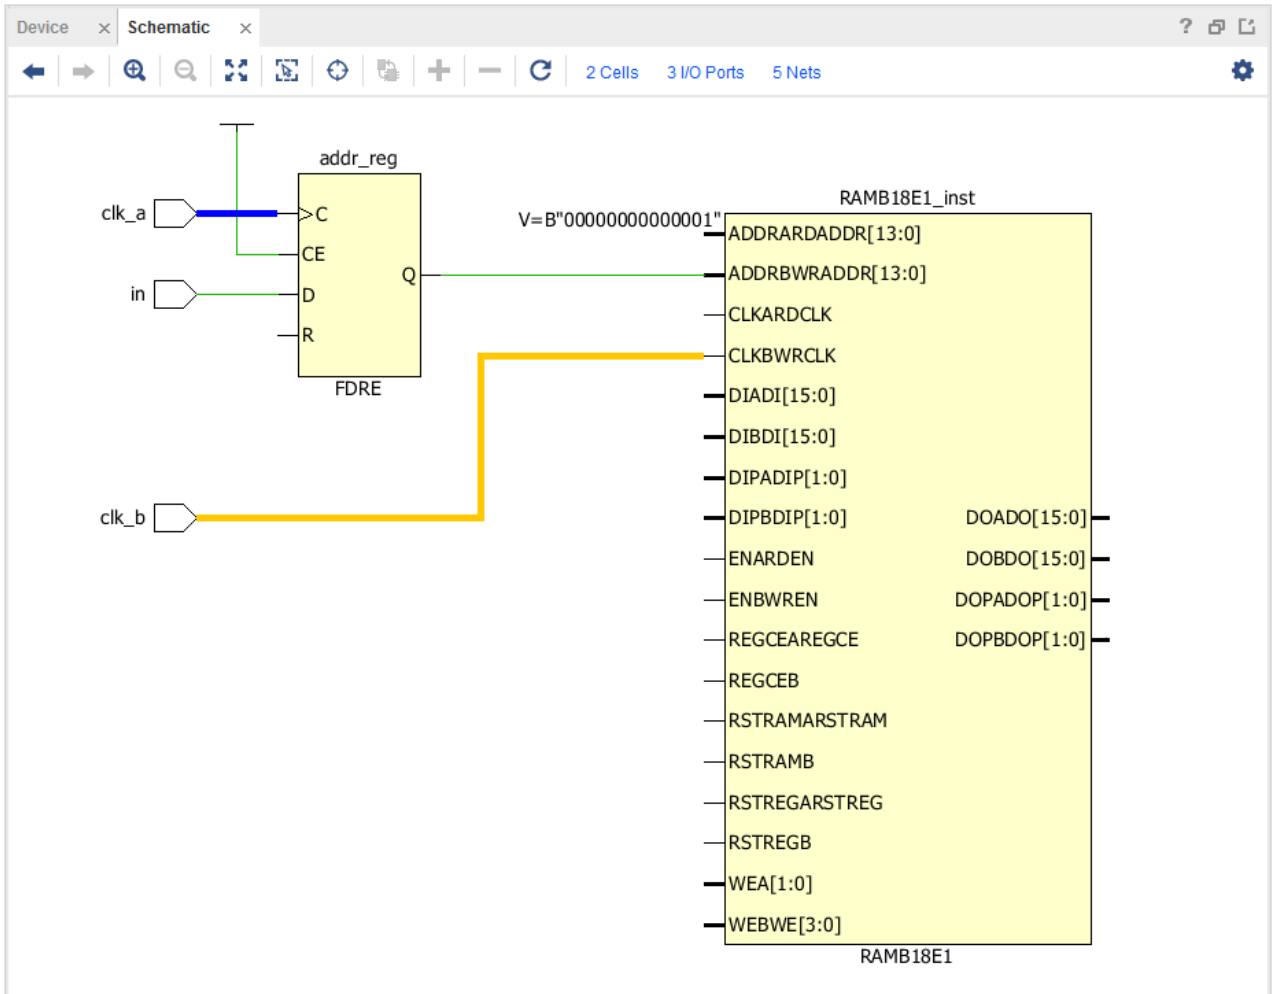 Device
Schematic
2 Cells 3 I/O Ports 5 Nets
addr_reg
clk_a
C
CE
in
D
Q
R
FDRE
clk_b
RAMB18E1_inst
V=B"00000000000001"
ADDRARDADDR[13:0]
ADDRBWRADDR[13:0]
CLKARDCLK
CLKBWRCLK
DIADI[15:0]
DIBDI[15:0]
DIPADIP[1:0]
DIPBDIP[1:0]
DOADO[15:0]
ENARDEN
DOBDO[15:0]
ENBWREN
DOPADOP[1:0]
REGCEAREGCE
DOPBDOP[1:0]
REGCEB
RSTRAMARSTRAM
RSTRAMB
RSTREGARSTREG
RSTREGB
WEA[1:0]
WEBWE[3:0]
RAMB18E1